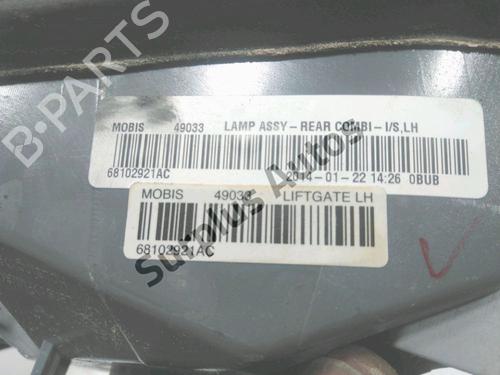 MOBIS 49033 LAMP ASSY-REAR COMBI-I/S,LH
68102921AC 2014-01-22 14:26 0BUB
MOBIS 49033 LIFTGATE LH
68102921AC
B-PARTS
Surplus Autos